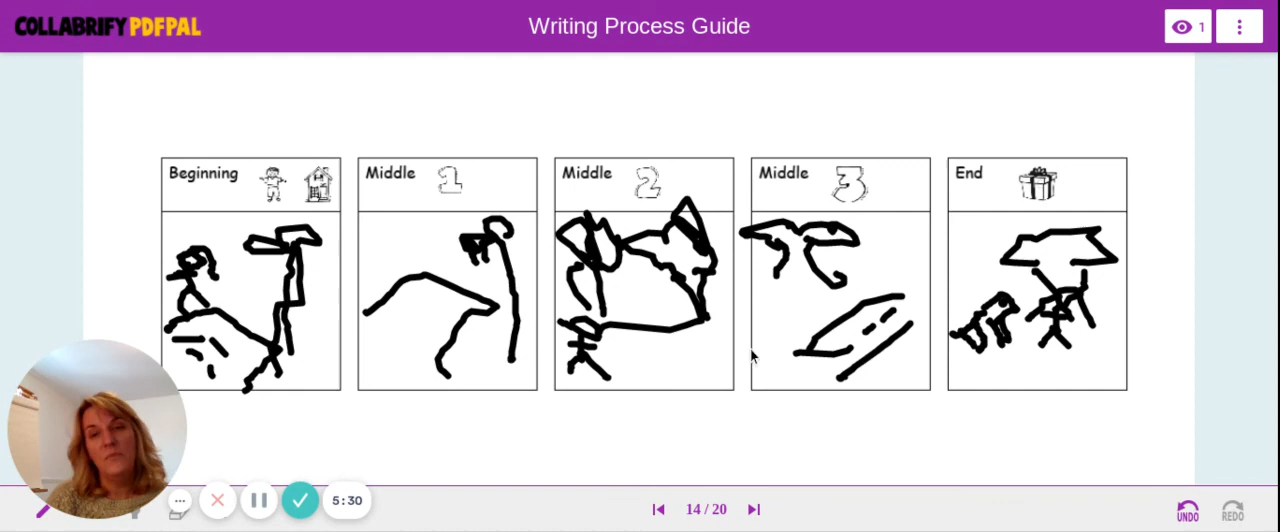 COLLABRIFY PDFPAL
Writing Process Guide
1
Beginning
Middle 1
Middle 2
Middle 3
End
5:30
14 / 20
UNDO
REDO